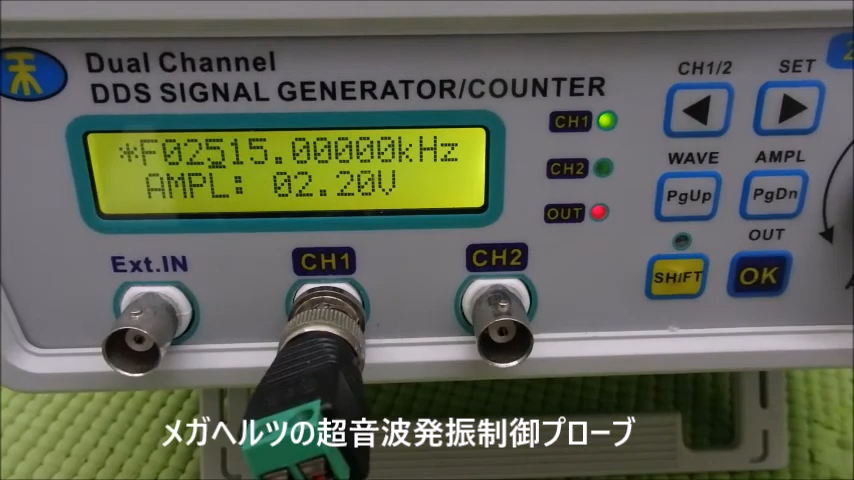 Dual Channel
DDS SIGNAL GENERATOR/COUNTER
*F02515.00000kHz
AMPL: 02.20V
CH1
CH2
OUT
CH1/2
SET
WAVE
AMPL
PgUp
PgDn
OUT
SHIFT
OK
Ext.IN
CH1
CH2
メガヘルツの超音波発振制御プローブ